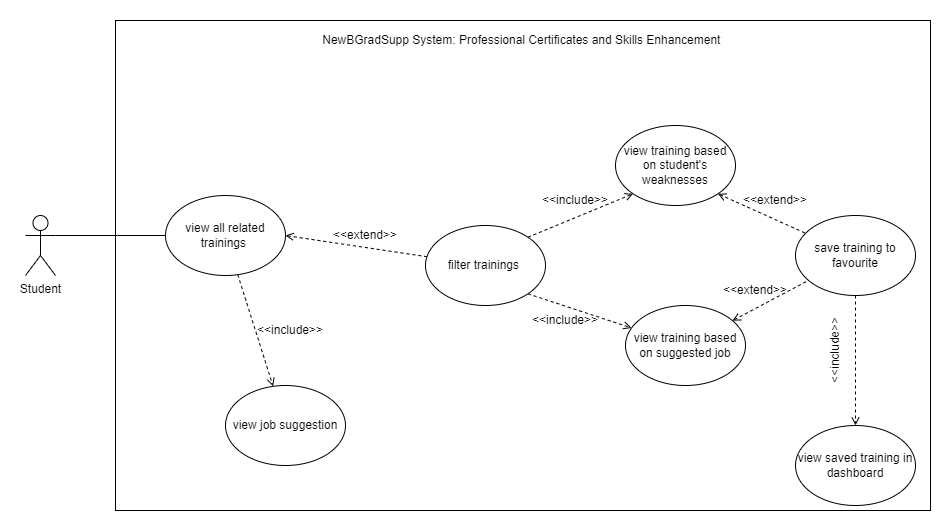 NewBGradSupp System: Professional Certificates and Skills Enhancement
view training based
on student's
weaknesses
<<include>>
<<extend>>
view all related
trainings
<<extend>>
filter trainings
save training to
favourite
Student
<<include>>
<<include>>
<<extend>>
view training based
on suggested job
<<include>>
view job suggestion
view saved training in
dashboard